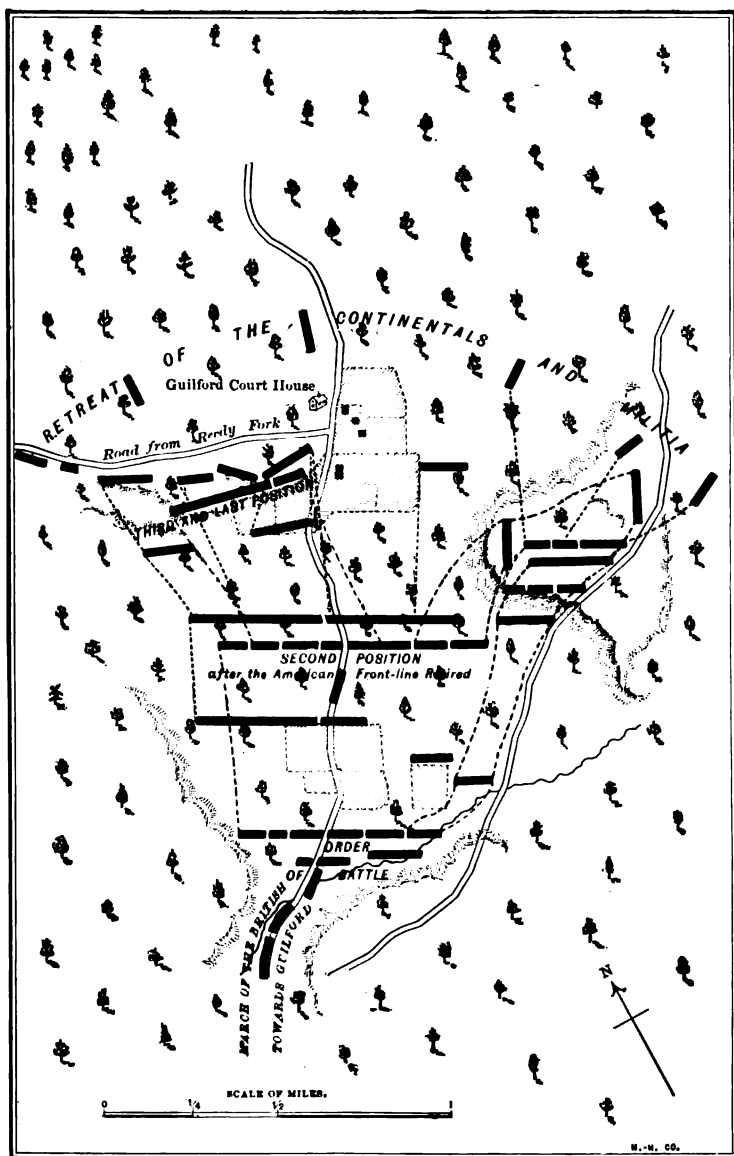 RETREAT OF THE CONTINENTALS AND MILITIA
Guilford Court House
Road from Reedy Fork
THIRD AND LAST POSITION
SECOND POSITION
after the American Front-line Retired
ORDER
OF BATTLE
MARCH OF THE BRITISH
TOWARDS GUILFORD
N
SCALE OF MILES.
0 1/4 1/2 1
M.-N. CO.